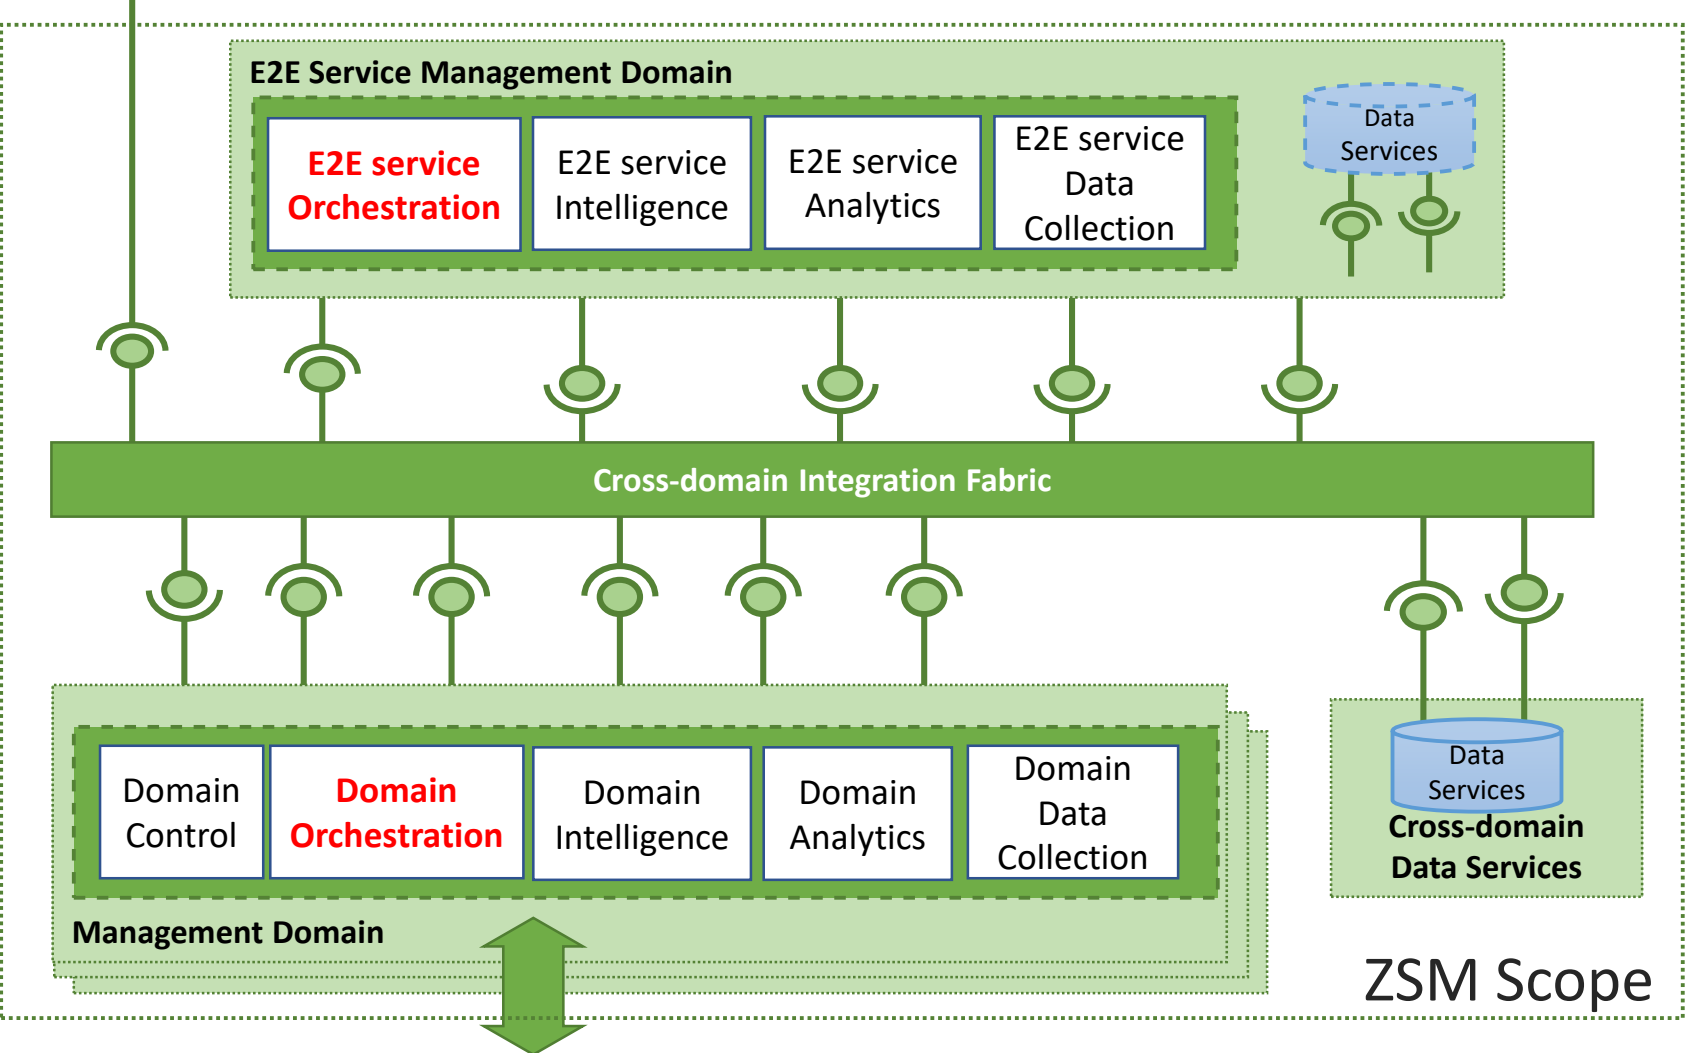 E2E Service Management Domain
E2E service
Orchestration
E2E service
Intelligence
E2E service
Analytics
E2E service
Data
Collection
Data
Services
Cross-domain Integration Fabric
Domain
Control
Domain
Orchestration
Domain
Intelligence
Domain
Analytics
Domain
Data
Collection
Management Domain
Data
Services
Cross-domain
Data Services
ZSM Scope